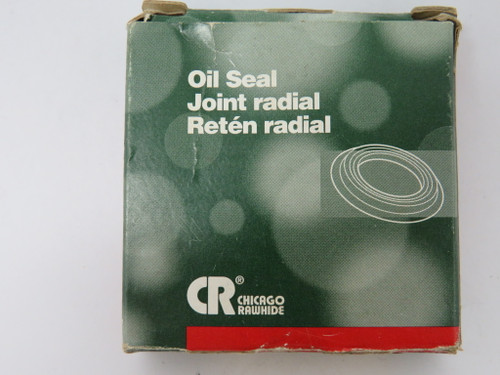 Oil Seal
Joint radial
Retén radial
CR®
CHICAGO
RAWHIDE